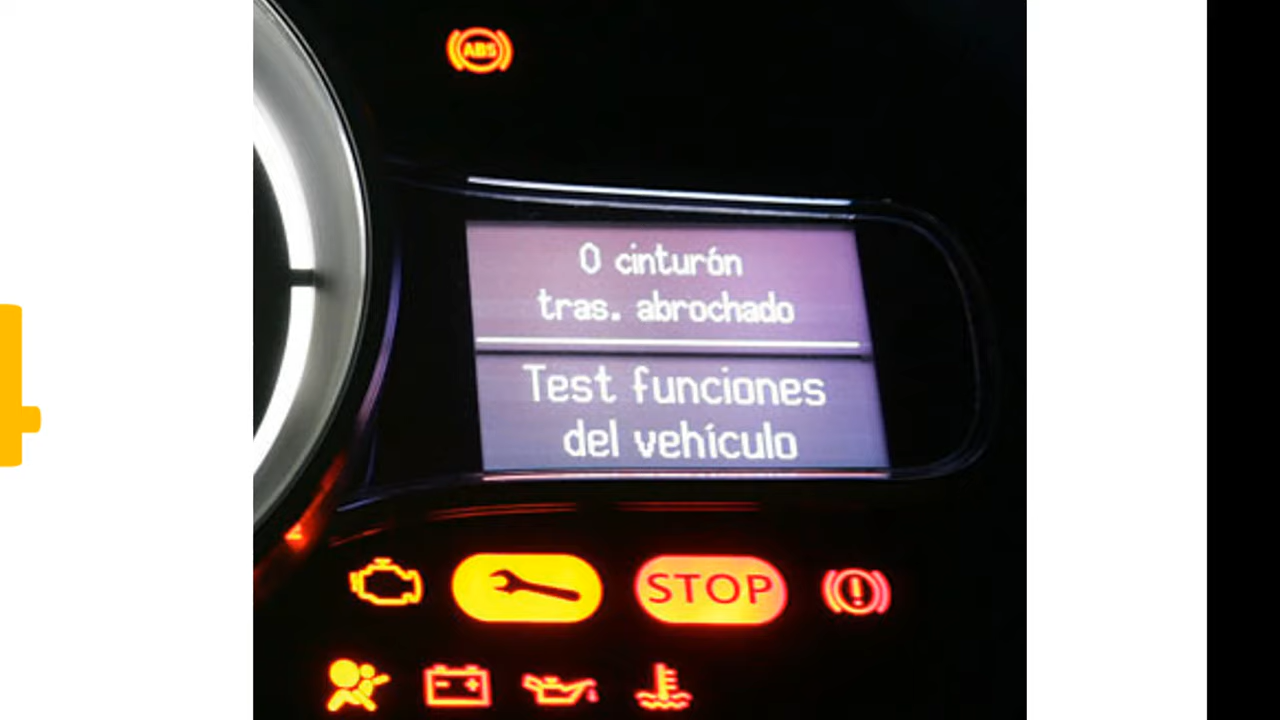 ABS
0 cinturón
tras. abrochado
Test funciones
del vehículo
STOP